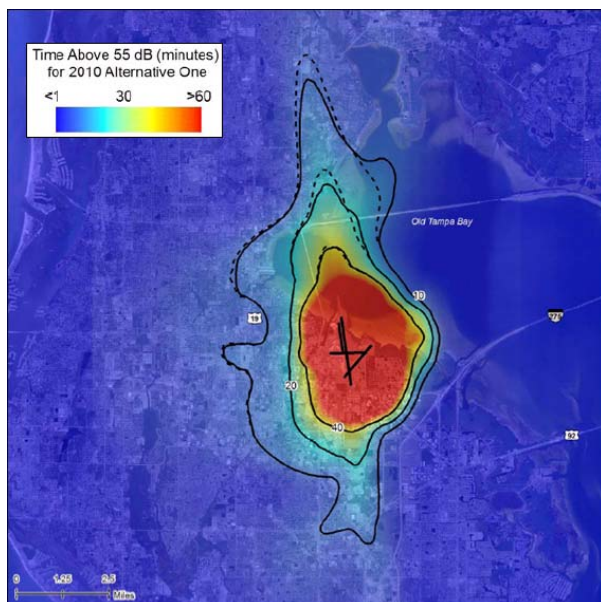 Time Above 55 dB (minutes)
for 2010 Alternative One
<1 30 >60
Old Tampa Bay
10
275
19
20
40
92
0 1.25 2.5
Miles